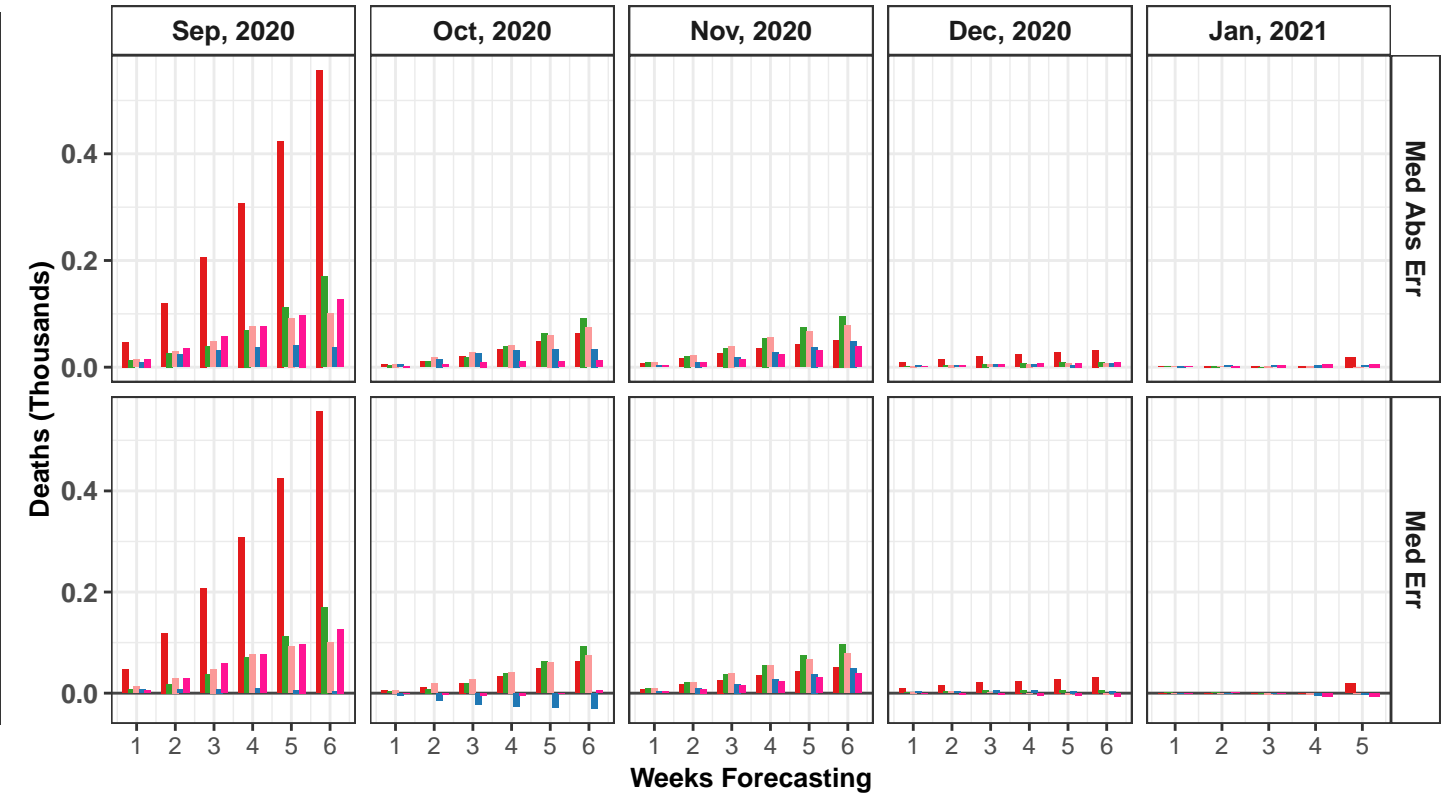 Sep, 2020
Oct, 2020
Nov, 2020
Dec, 2020
Jan, 2021
Deaths (Thousands)
0.4
0.2
0.0
Med Abs Err
0.4
0.2
0.0
Med Err
1 2 3 4 5 6
1 2 3 4 5 6
1 2 3 4 5 6
1 2 3 4 5 6
1 2 3 4 5
Weeks Forecasting